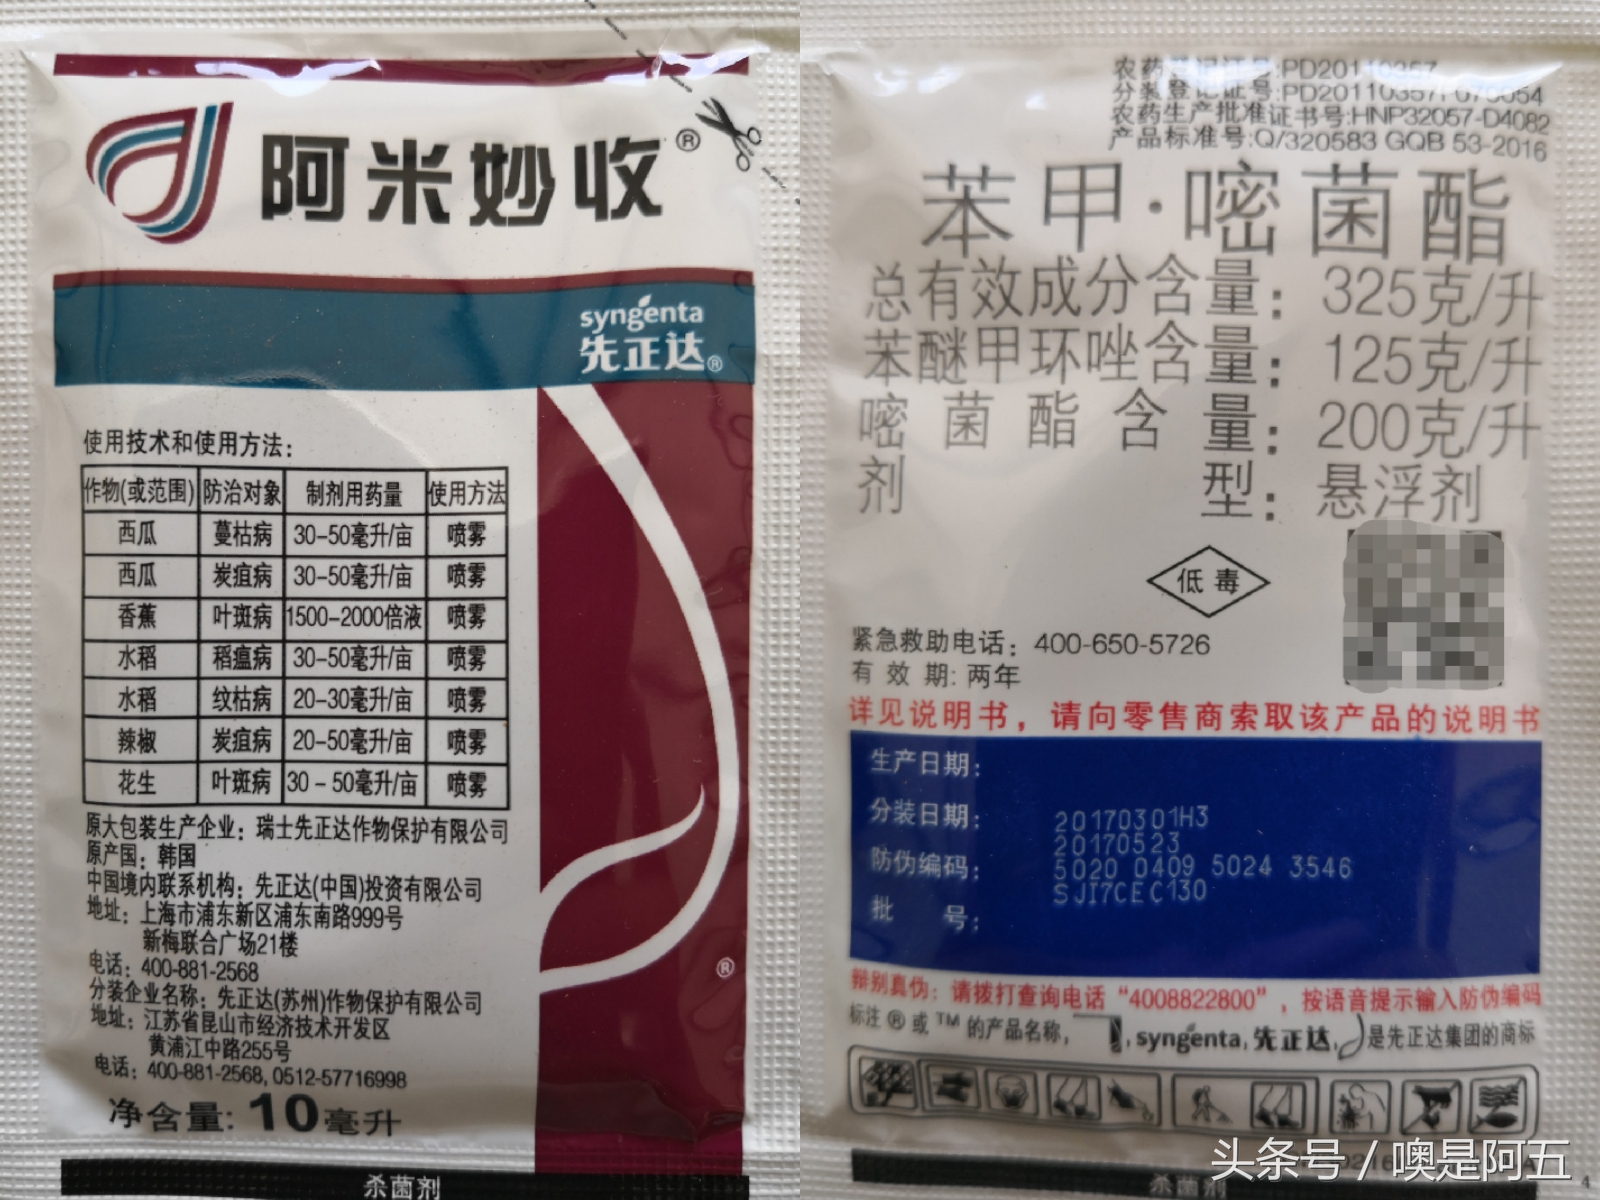 阿米妙收®
syngenta
先正达®
使用技术和使用方法：
作物(或范围) 防治对象 制剂用药量 使用方法
西瓜 蔓枯病 30-50毫升/亩 喷雾
西瓜 炭疽病 30-50毫升/亩 喷雾
香蕉 叶斑病 1500-2000倍液 喷雾
水稻 稻瘟病 30-50毫升/亩 喷雾
水稻 纹枯病 20-30毫升/亩 喷雾
辣椒 炭疽病 20-50毫升/亩 喷雾
花生 叶斑病 30-50毫升/亩 喷雾
原大包装生产企业：瑞士先正达作物保护有限公司
原产国：韩国
中国境内联系机构：先正达(中国)投资有限公司
地址：上海市浦东新区浦东南路999号
新梅联合广场21楼
电话：400-881-2568
分装企业名称：先正达(苏州)作物保护有限公司
地址：江苏省昆山市经济技术开发区
黄浦江中路255号
电话：400-881-2568, 0512-57716998
净含量：10毫升
®
杀菌剂
农药登记证号:PD20110357
分装登记证号:PD20110357,
农药生产批准证书号:HNP32057-D4082
产品标准号:Q/320583 GQB 53-2016
苯甲·嘧菌酯
总有效成分含量：325克/升
苯醚甲环唑含量：125克/升
嘧菌酯含量：200克/升
剂型：悬浮剂
低毒
紧急救助电话：400-650-5726
有效期：两年
详见说明书，请向零售商索取该产品的说明书
生产日期：
分装日期：
防伪编码：
批号：
20170301H3
20170523
5020 0409 5024 3546
SJI7CEC130
辩别真伪：请拨打查询电话“4008822800”，按语音提示输入防伪编码
标注®或™的产品名称， , syngenta, 先正达, 是先正达集团的商标
杀菌剂
头条号 / 噢是阿五
4